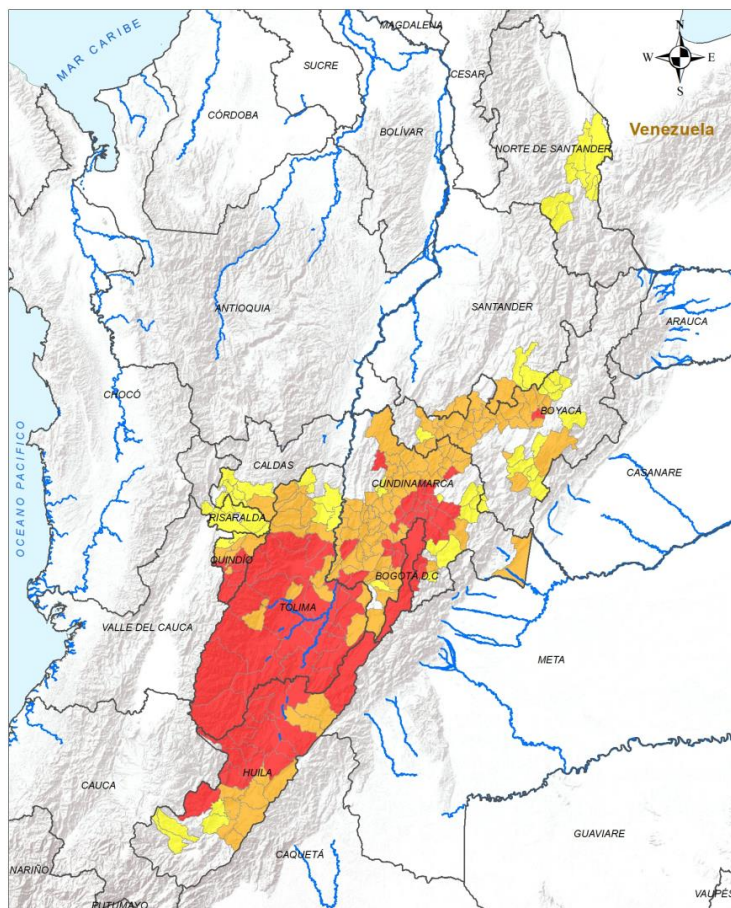 MAGDALENA
N
W E
S
MAR CARIBE
SUCRE
CESAR
CÓRDOBA
BOLÍVAR
Venezuela
NORTE DE SANTANDER
ANTIOQUIA
SANTANDER
ARAUCA
CHOCÓ
BOYACÁ
OCEANO PACIFICO
CALDAS
CUNDINAMARCA
CASANARE
RISARALDA
QUINDÍO
BOGOTÁ D.C
TOLIMA
VALLE DEL CAUCA
META
HUILA
CAUCA
GUAVIARE
CAQUETÁ
NARIÑO
PUTUMAYO
VAUPÉS